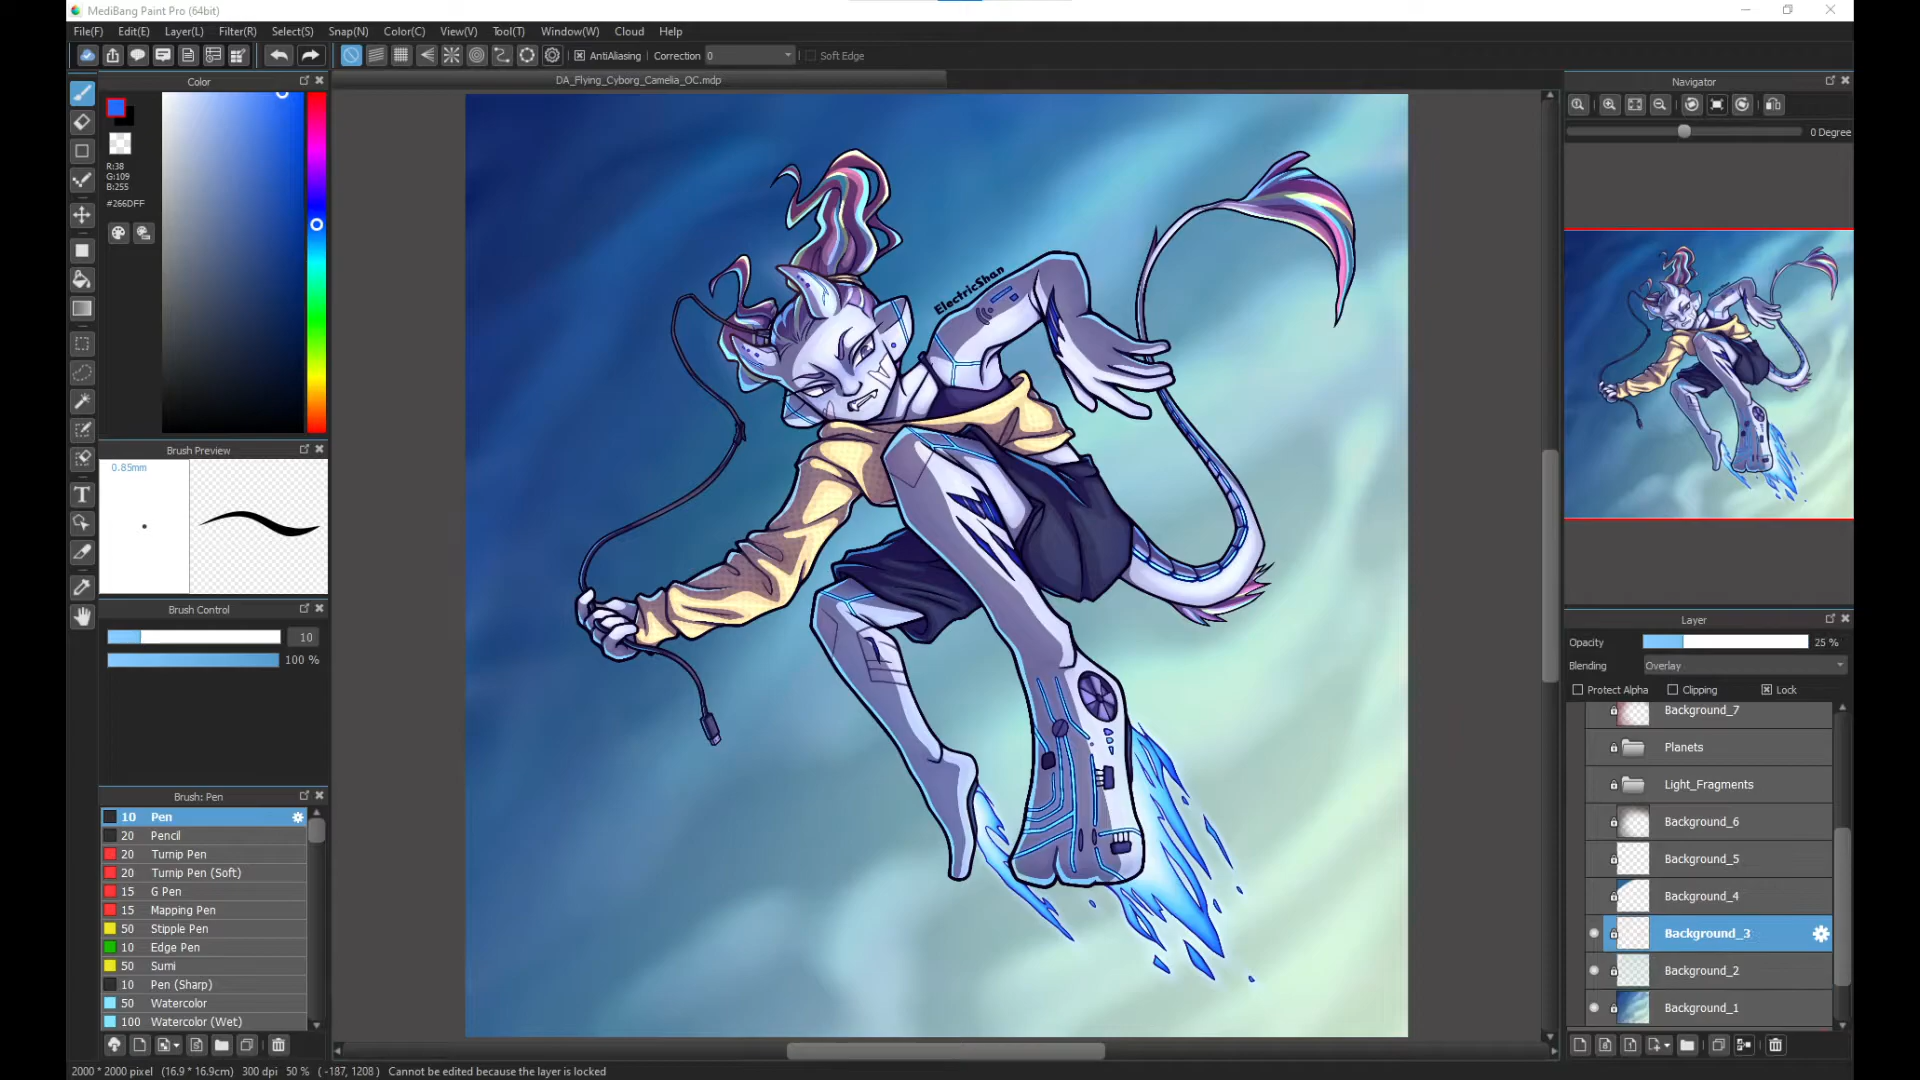 MediBang Paint Pro (64bit)
File(F) Edit(E) Layer(L) Filter(R) Select(S) Snap(N) Color(C) View(V) Tool(T) Window(W) Cloud Help
AntiAliasing Correction 0 Soft Edge
Color
DA_Flying_Cyborg_Camelia_OC.mdp
Navigator
0 Degree
R:38
G:109
B:255
#266DFF
ElectricShan
Brush Preview
0.85mm
Brush Control
10
100 %
Brush: Pen
10 Pen
20 Pencil
20 Turnip Pen
20 Turnip Pen (Soft)
15 G Pen
15 Mapping Pen
50 Stipple Pen
10 Edge Pen
50 Sumi
10 Pen (Sharp)
50 Watercolor
100 Watercolor (Wet)
Layer
Opacity 25 %
Blending Overlay
Protect Alpha Clipping Lock
Background_7
Planets
Light_Fragments
Background_6
Background_5
Background_4
Background_3
Background_2
Background_1
2000 * 2000 pixel (16.9 * 16.9cm) 300 dpi 50 % ( -187, 1208 ) Cannot be edited because the layer is locked